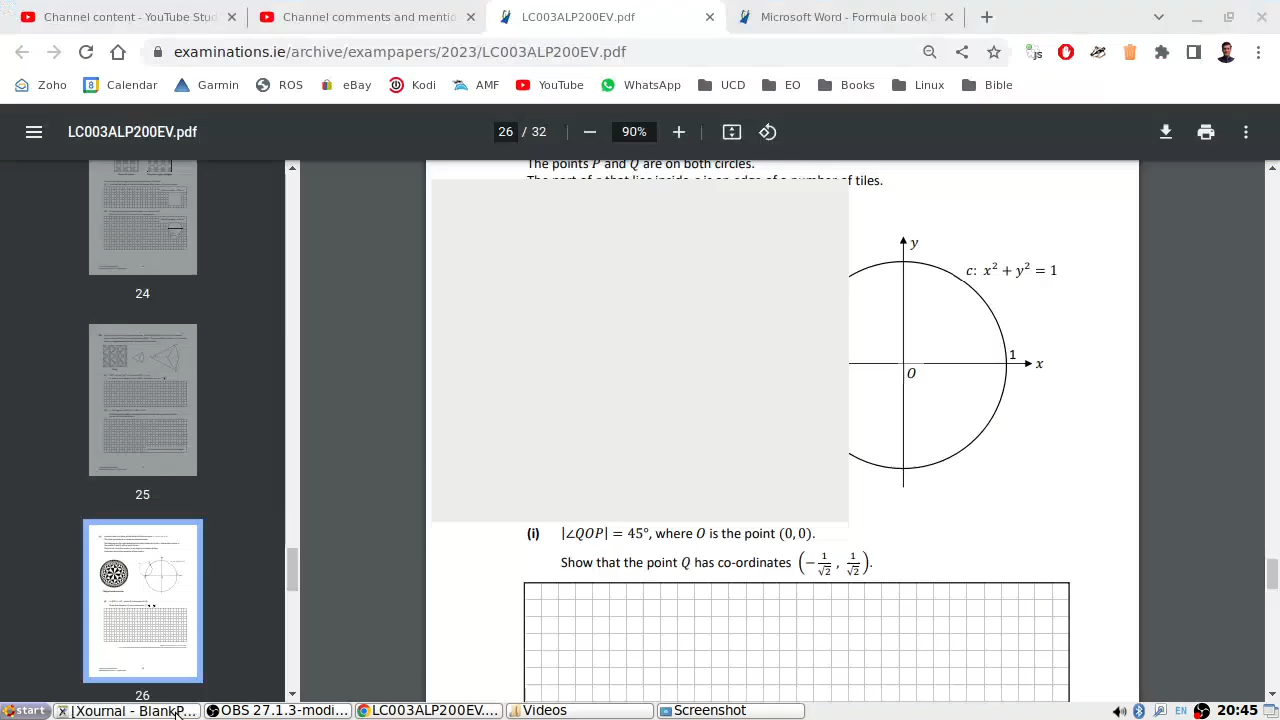 Channel content - YouTube Stud
Channel comments and mentio
LC003ALP200EV.pdf
Microsoft Word - Formula book D
examinations.ie/archive/exampapers/2023/LC003ALP200EV.pdf
Zoho
Calendar
Garmin
ROS
eBay
Kodi
AMF
YouTube
WhatsApp
UCD
EO
Books
Linux
Bible
LC003ALP200EV.pdf
26 / 32
90%
24
25
26
The points P and Q are on both circles.
y
c: x² + y² = 1
1
x
O
(i) |∠QOP| = 45°, where O is the point (0, 0).
Show that the point Q has co-ordinates (−1/√2 , 1/√2).
start
[Xournal - BlankP...
OBS 27.1.3-modi...
LC003ALP200EV....
Videos
Screenshot
EN
20:45